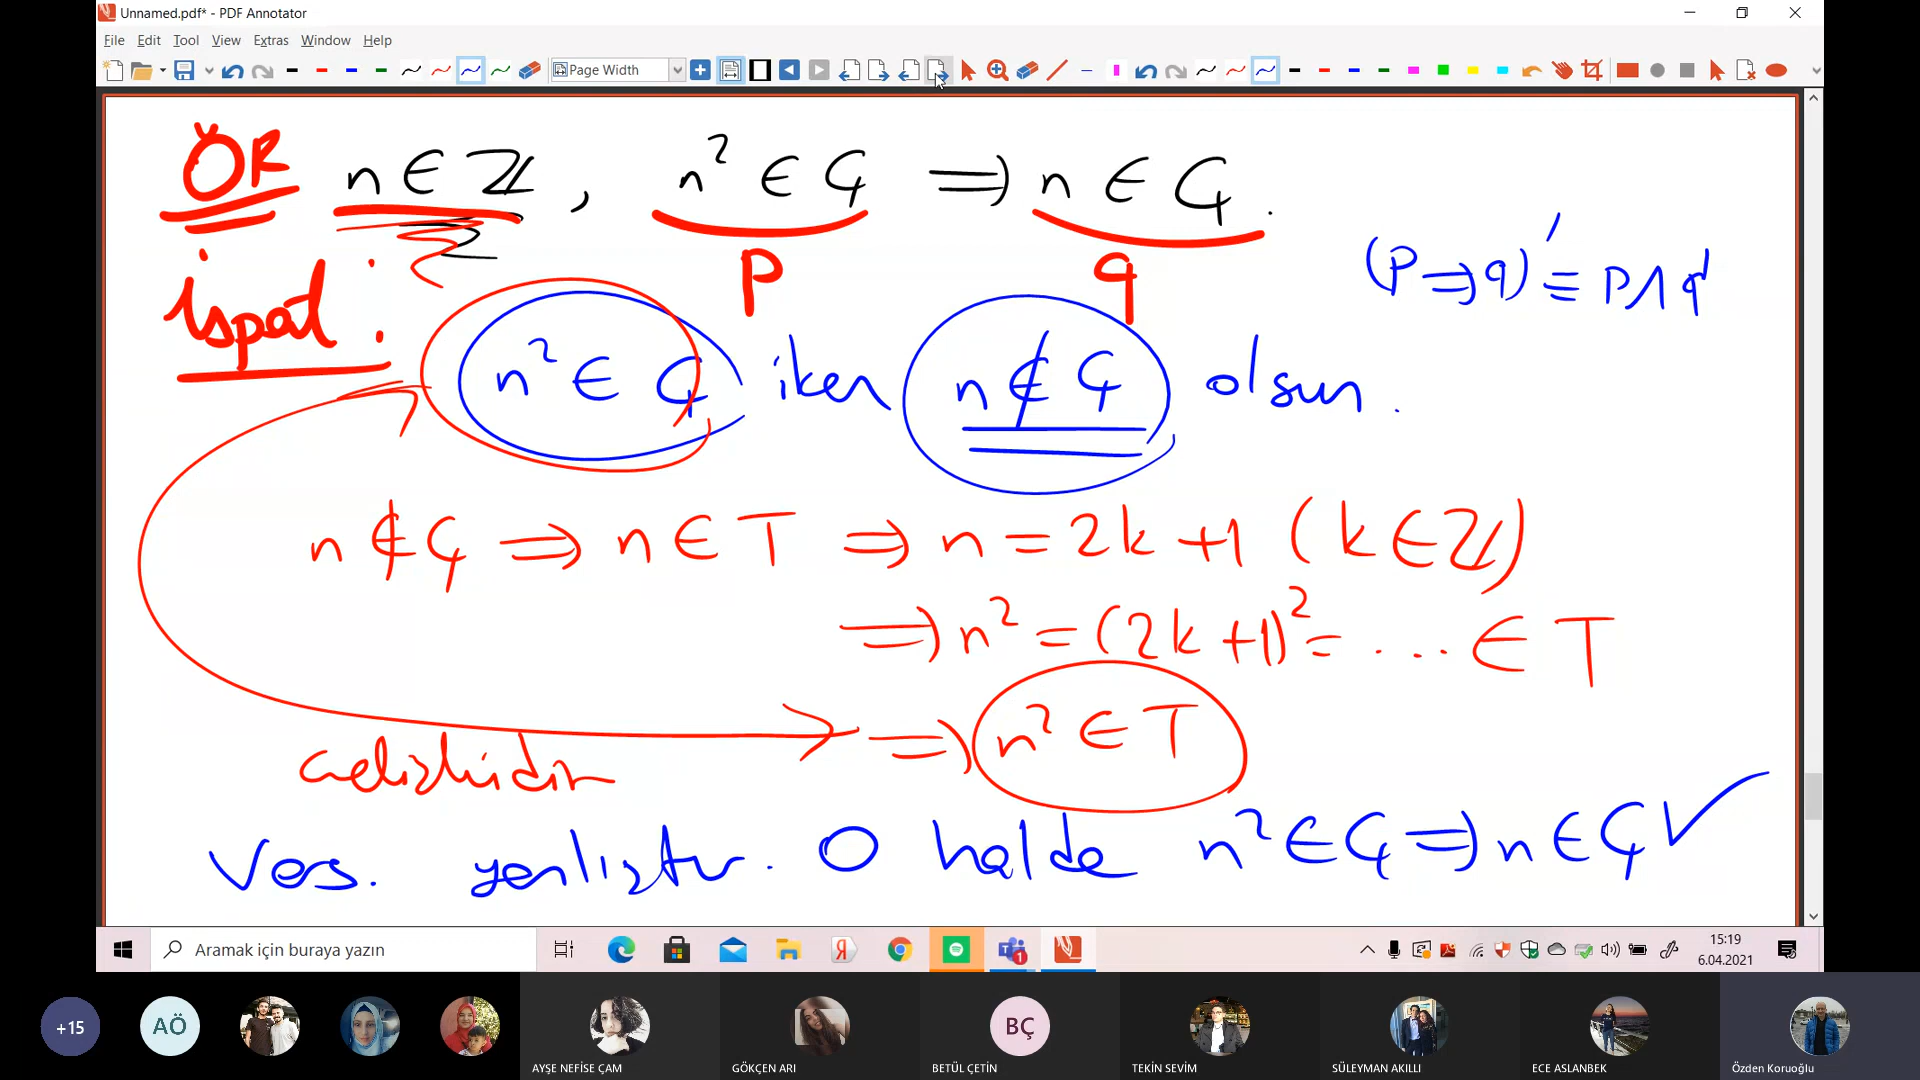 Unnamed.pdf* - PDF Annotator
File Edit Tool View Extras Window Help
Page Width
ÖR n ∈ ℤ, n² ∈ Ç ⇒ n ∈ Ç.
p q
(p ⇒ q)' ≡ p ∧ q'
ispat:
n² ∈ Ç iken n ∉ Ç olsun.
n ∉ Ç ⇒ n ∈ T ⇒ n = 2k + 1 (k ∈ ℤ)
⇒ n² = (2k + 1)² = ... ∈ T
⇒ n² ∈ T
çelişkidir
Vars. yanlıştır. O halde n² ∈ Ç ⇒ n ∈ Ç ✓
Aramak için buraya yazın
1
15:19
6.04.2021
+15
AÖ
BÇ
AYŞE NEFİSE ÇAM
GÖKÇEN ARI
BETÜL ÇETİN
TEKİN SEVİM
SÜLEYMAN AKILLI
ECE ASLANBEK
Özden Koruoğlu